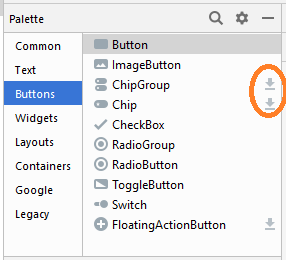 Palette
Common
Text
Buttons
Widgets
Layouts
Containers
Google
Legacy
Button
ImageButton
ChipGroup
Chip
CheckBox
RadioGroup
RadioButton
ToggleButton
Switch
FloatingActionButton